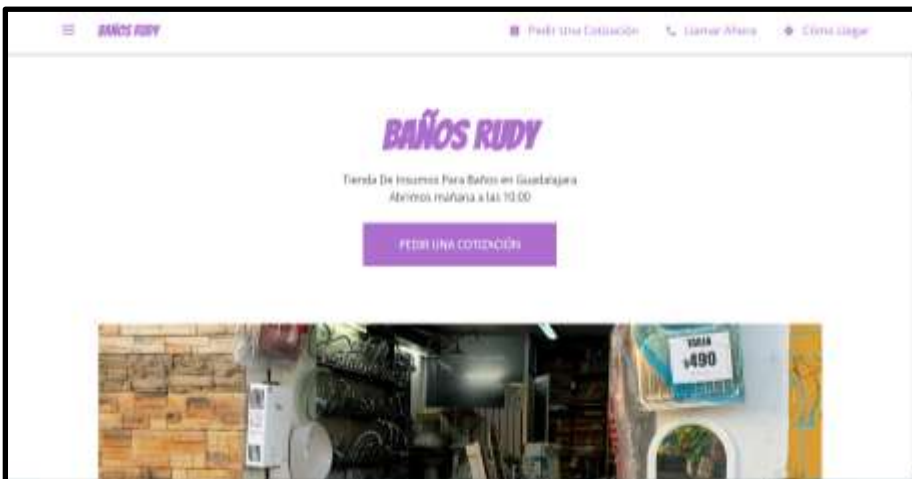 BAÑOS RUDY
Pedir Una Cotización
Llamar Ahora
Cómo Llegar
BAÑOS RUDY
Tienda De Insumos Para Baños en Guadalajara
Abrimos mañana a las 10:00
PEDIR UNA COTIZACIÓN
$490